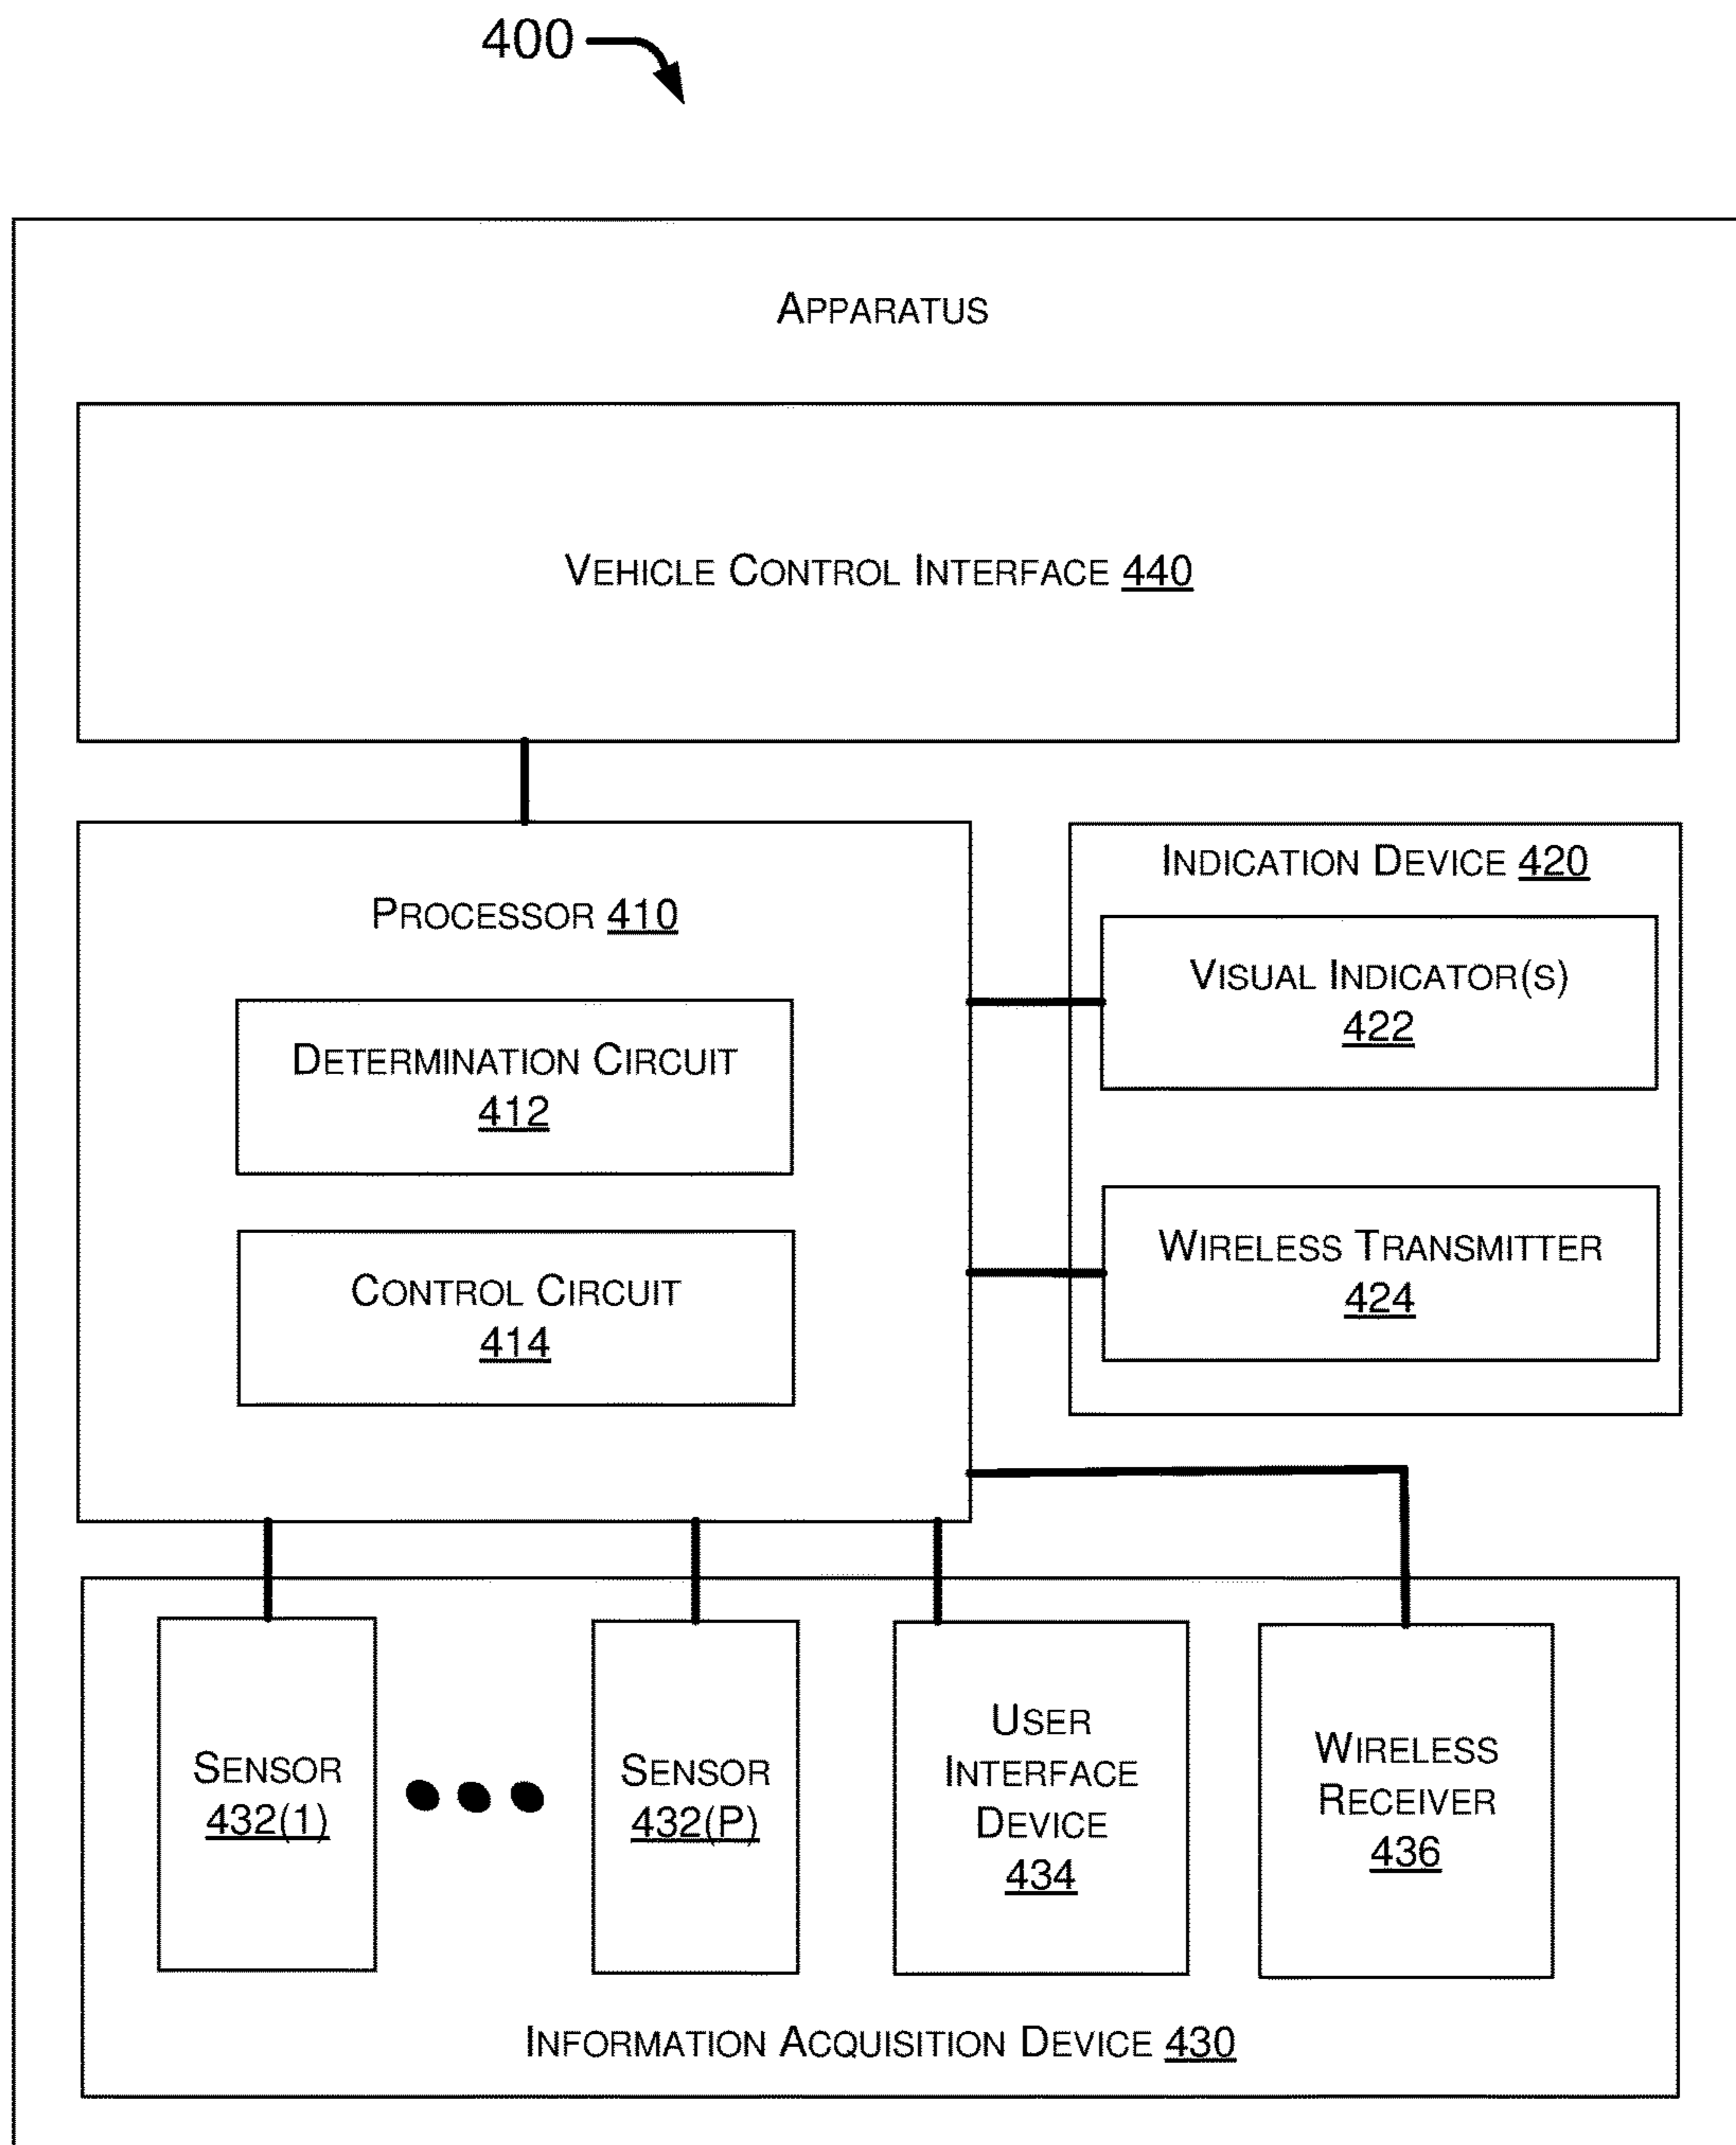 400
APPARATUS
VEHICLE CONTROL INTERFACE 440
PROCESSOR 410
DETERMINATION CIRCUIT
412
CONTROL CIRCUIT
414
INDICATION DEVICE 420
VISUAL INDICATOR(S)
422
WIRELESS TRANSMITTER
424
SENSOR
432(1)
SENSOR
432(P)
USER
INTERFACE
DEVICE
434
WIRELESS
RECEIVER
436
INFORMATION ACQUISITION DEVICE 430